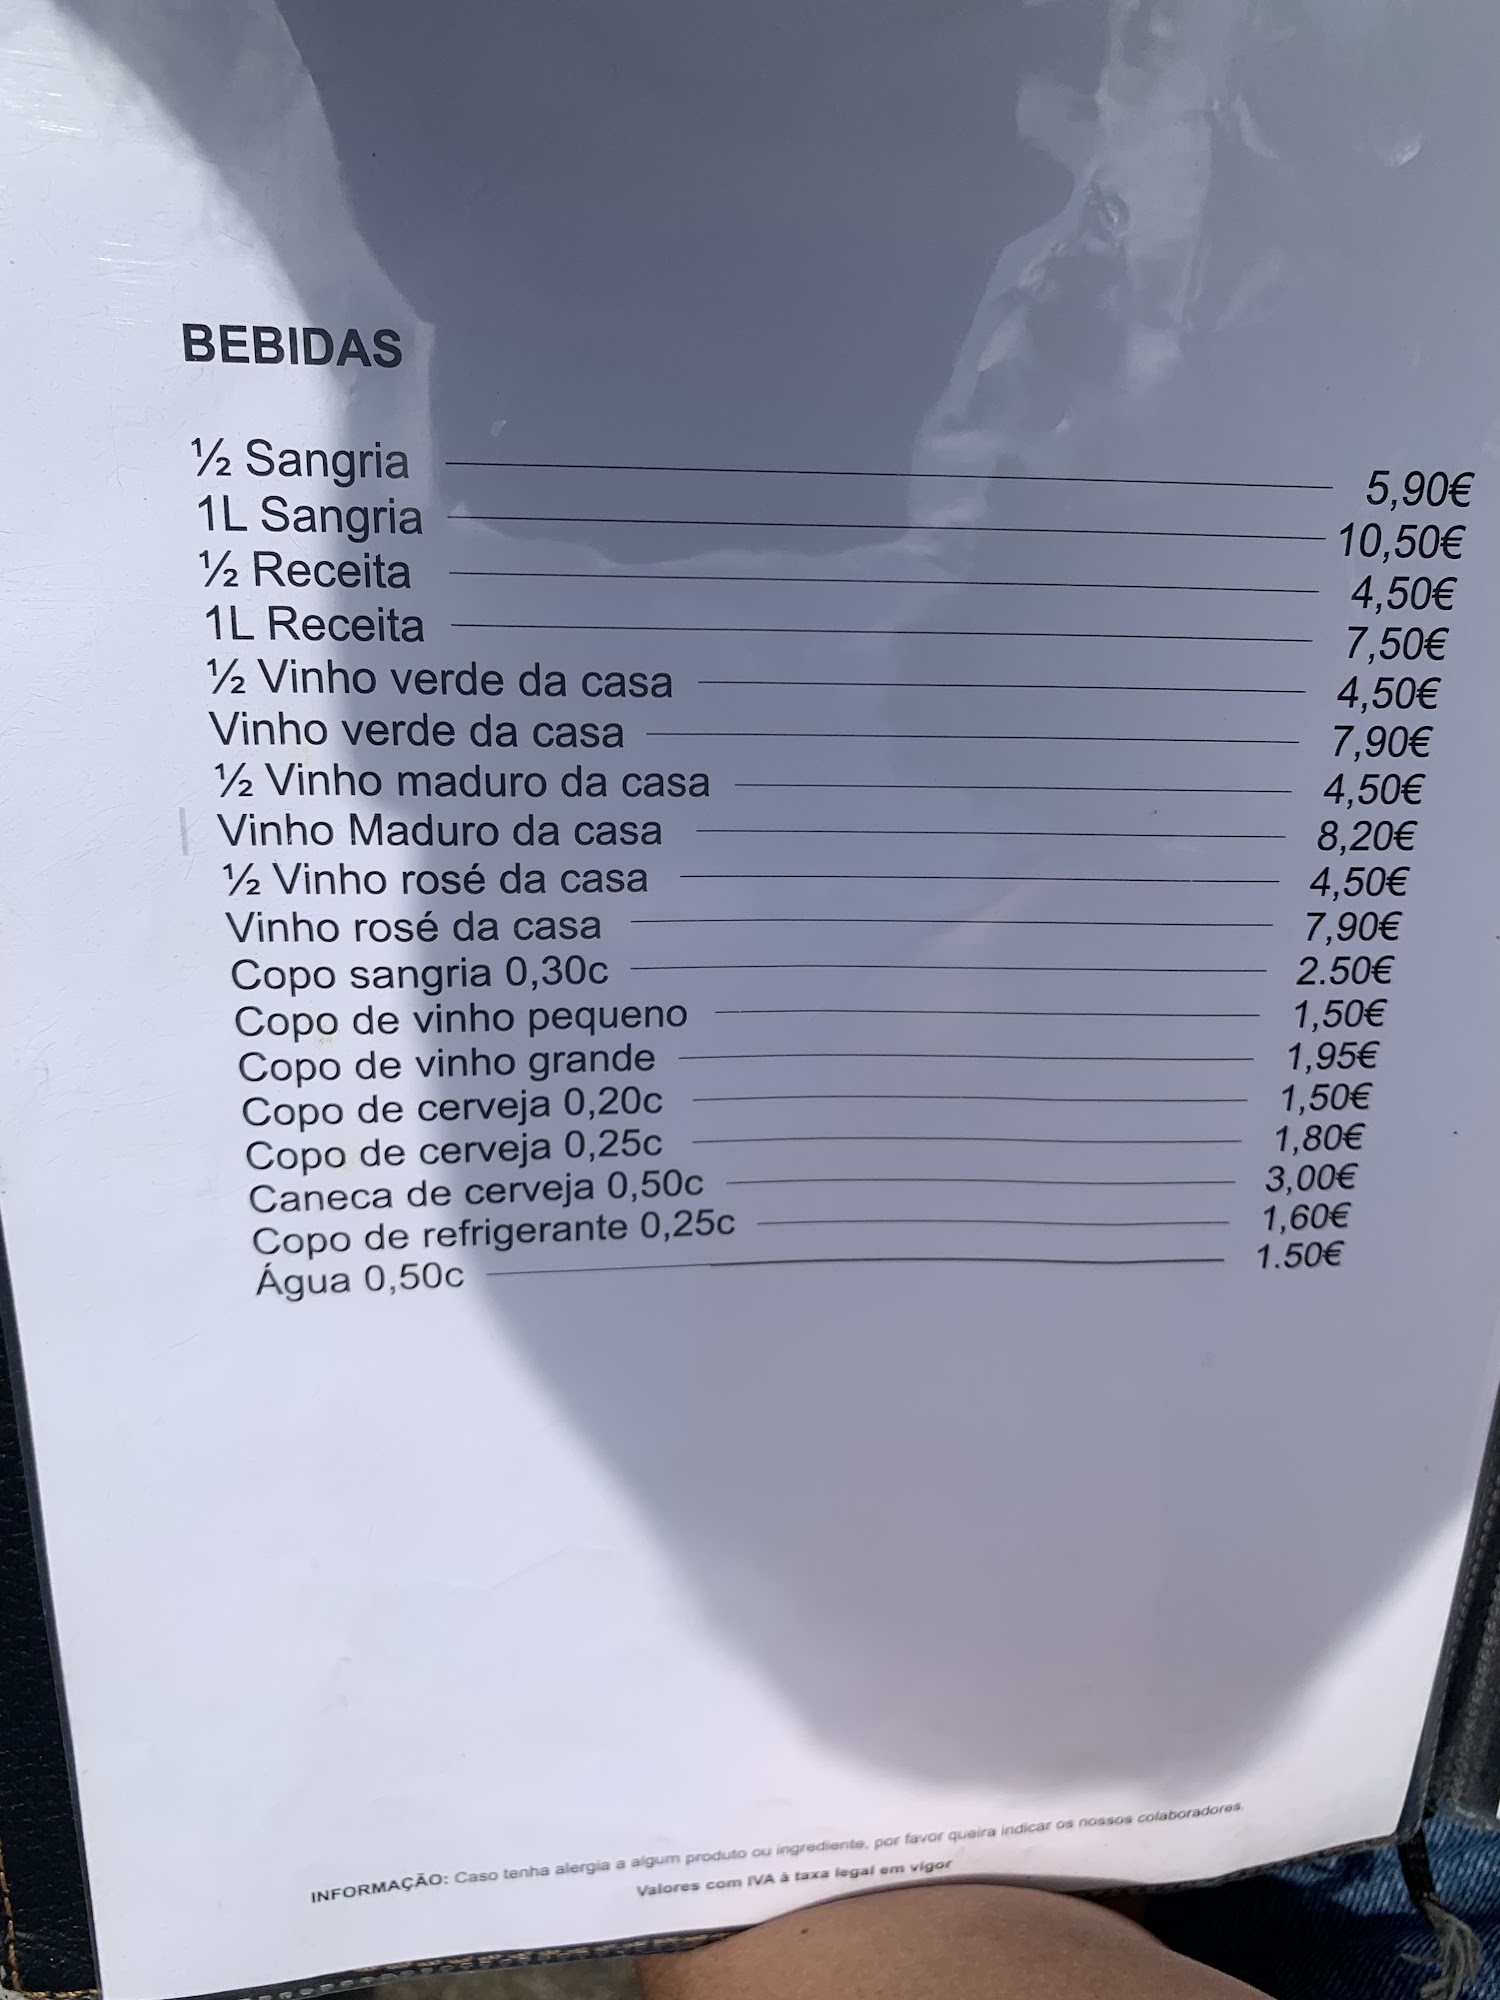 BEBIDAS
½ Sangria 5,90€
1L Sangria 10,50€
½ Receita 4,50€
1L Receita 7,50€
½ Vinho verde da casa 4,50€
Vinho verde da casa 7,90€
½ Vinho maduro da casa 4,50€
Vinho Maduro da casa 8,20€
½ Vinho rosé da casa 4,50€
Vinho rosé da casa 7,90€
Copo sangria 0,30c 2.50€
Copo de vinho pequeno 1,50€
Copo de vinho grande 1,95€
Copo de cerveja 0,20c 1,50€
Copo de cerveja 0,25c 1,80€
Caneca de cerveja 0,50c 3,00€
Copo de refrigerante 0,25c 1,60€
Água 0,50c 1.50€
INFORMAÇÃO: Caso tenha alergia a algum produto ou ingrediente, por favor queira indicar os nossos colaboradores.
Valores com IVA à taxa legal em vigor